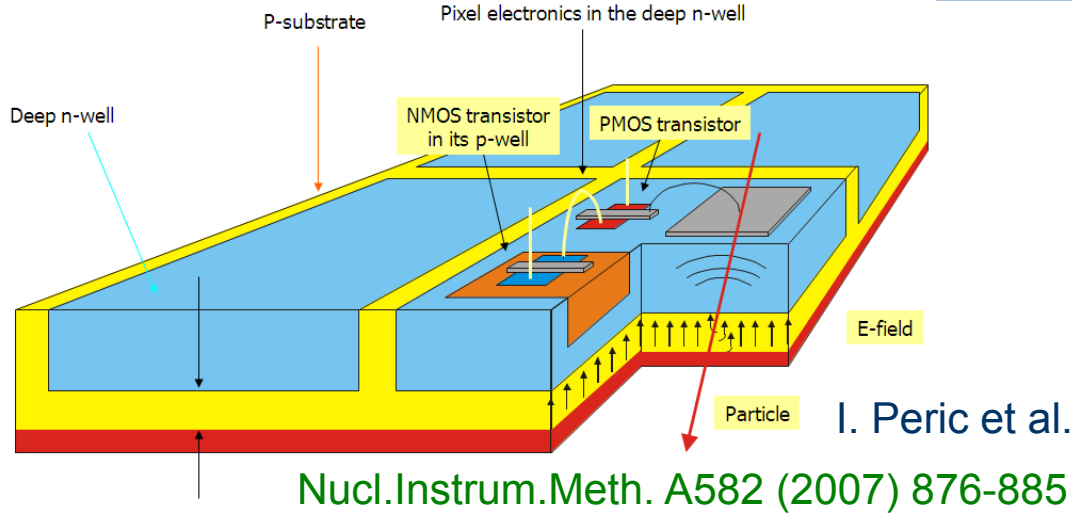 P-substrate
Pixel electronics in the deep n-well
Deep n-well
NMOS transistor
in its p-well
PMOS transistor
E-field
Particle
I. Peric et al.
Nucl.Instrum.Meth. A582 (2007) 876-885